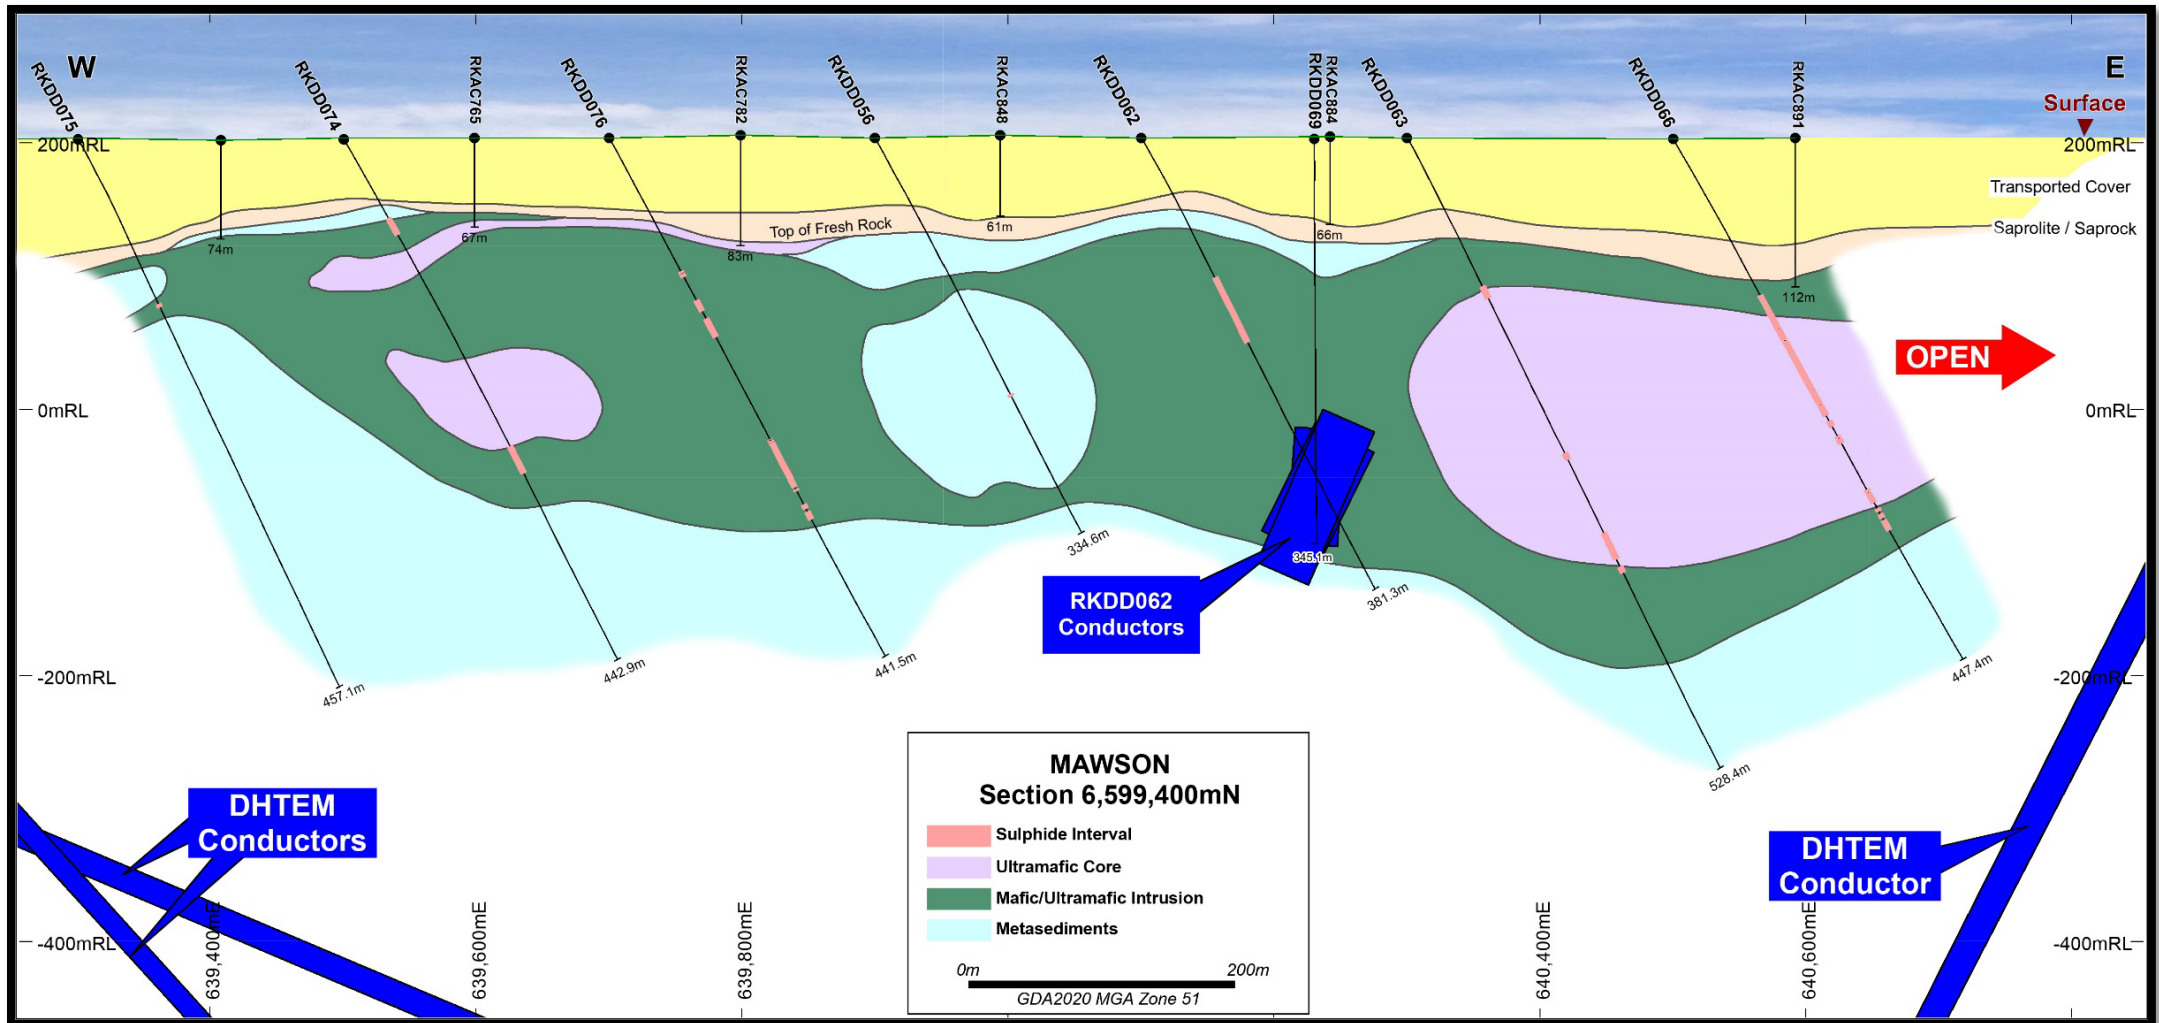 W
E
RKDD075
RKDD074
RKAC765
RKDD076
RKAC782
RKDD056
RKAC848
RKDD062
RKDD069
RKAC884
RKDD063
RKDD066
RKAC891
Surface
200mRL
200mRL
Transported Cover
Saprolite / Saprock
Top of Fresh Rock
74m
67m
83m
61m
66m
112m
OPEN
0mRL
0mRL
334.6m
345.1m
381.3m
RKDD062
Conductors
457.1m
442.9m
441.5m
447.4m
528.4m
-200mRL
-200mRL
DHTEM
Conductors
DHTEM
Conductor
MAWSON
Section 6,599,400mN
Sulphide Interval
Ultramafic Core
Mafic/Ultramafic Intrusion
Metasediments
0m 200m
GDA2020 MGA Zone 51
-400mRL
-400mRL
639,400mE
639,600mE
639,800mE
640,400mE
640,600mE